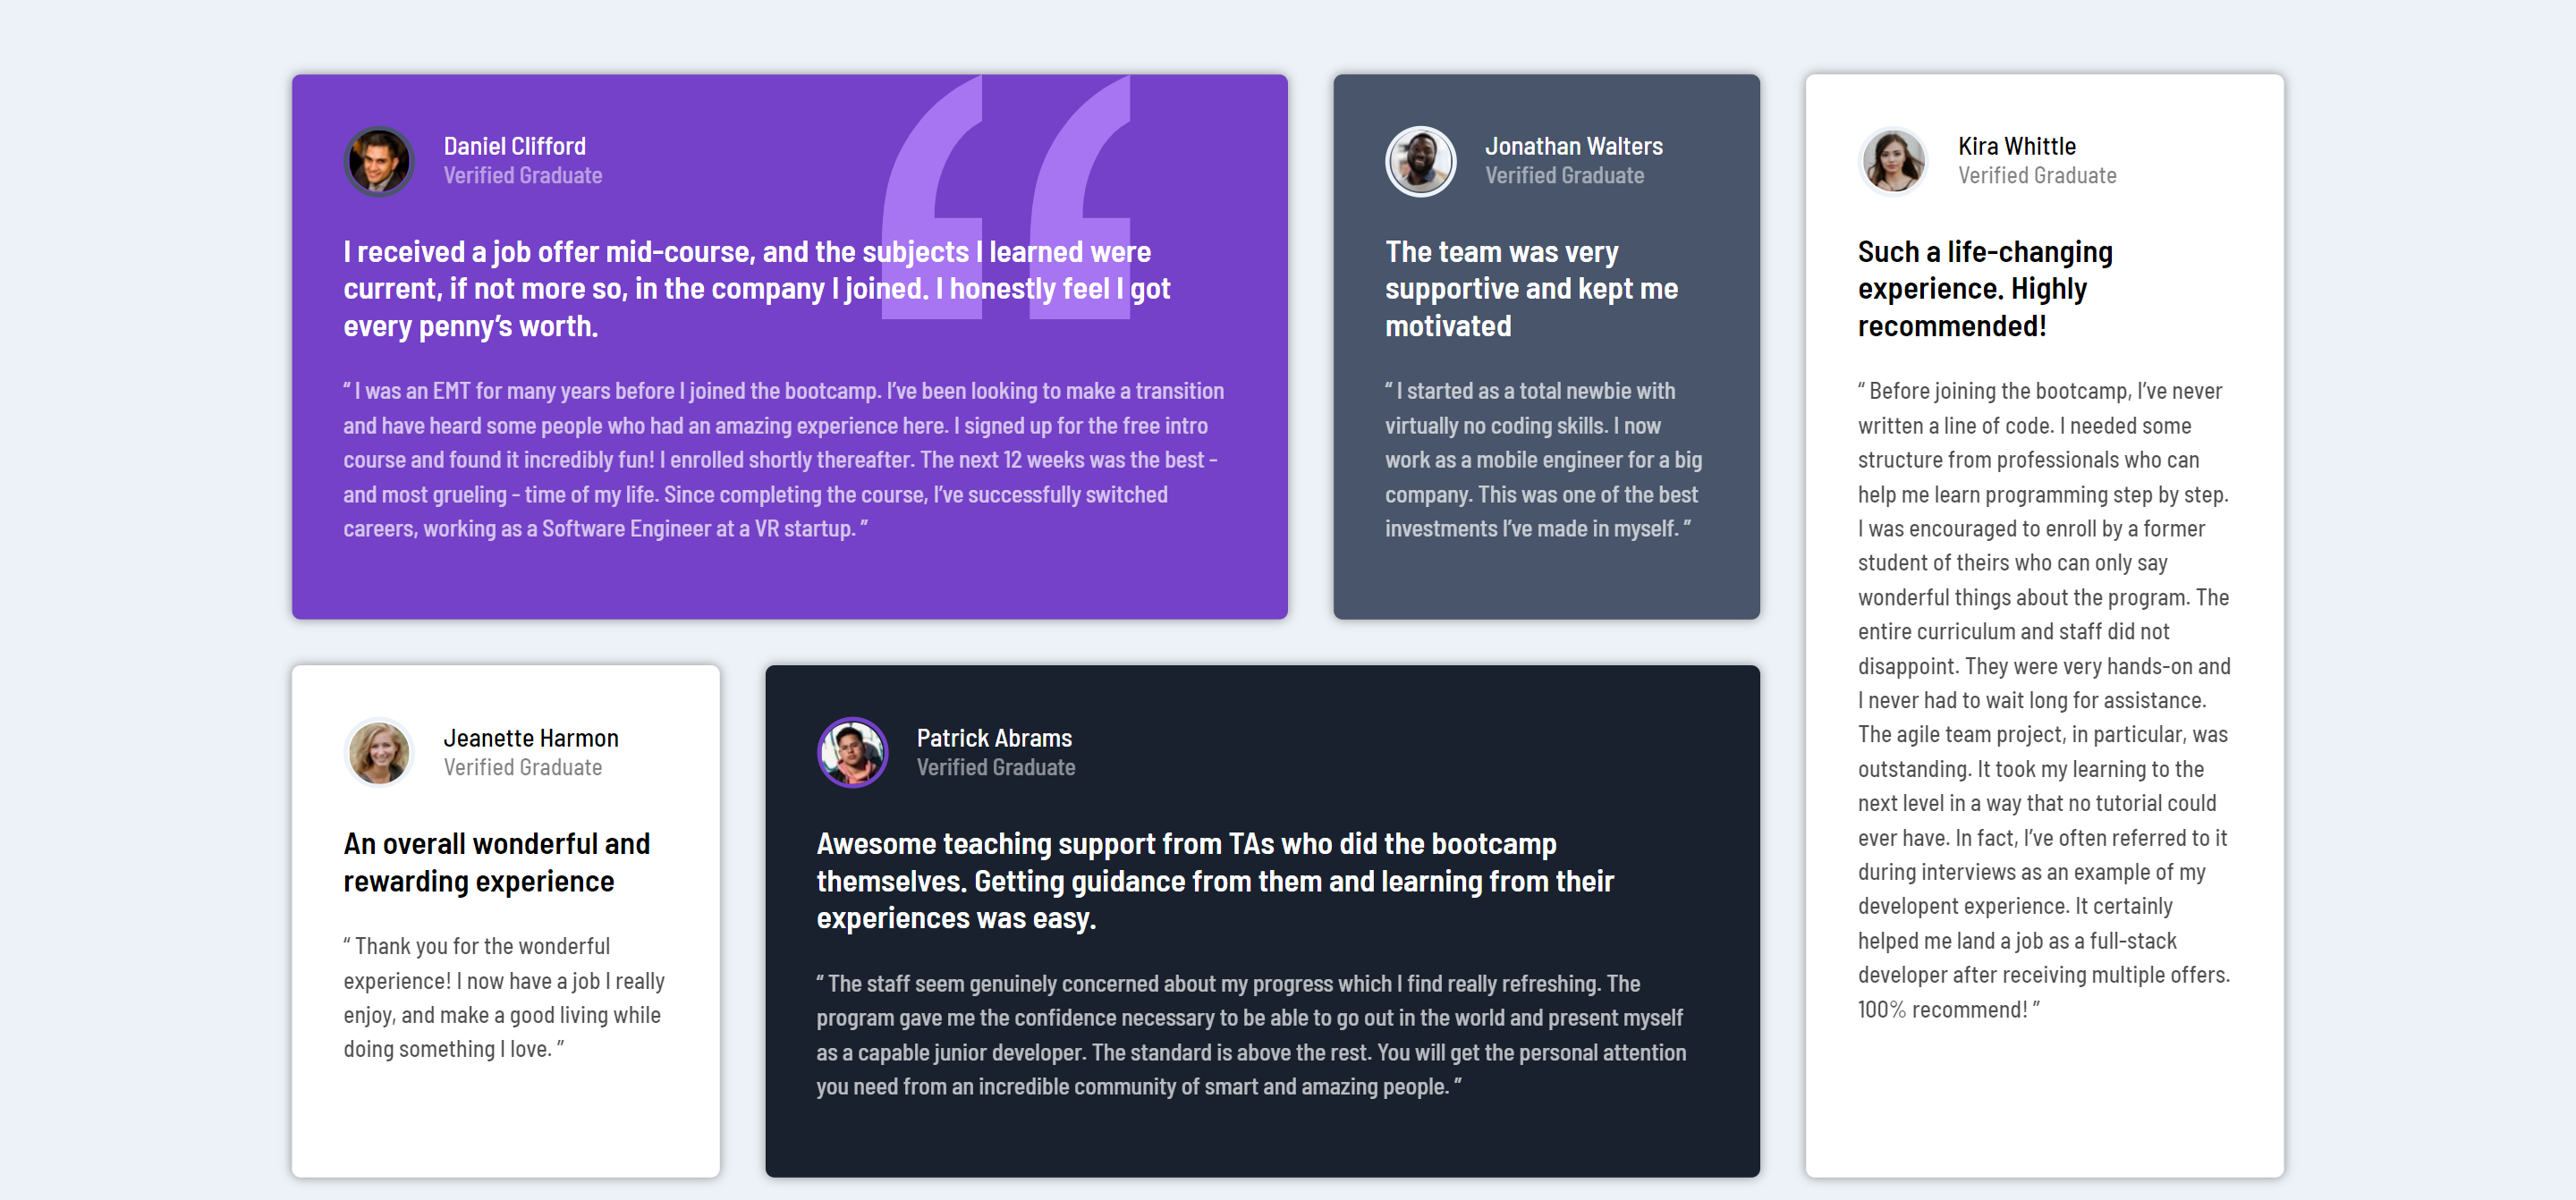 Daniel Clifford
Verified Graduate
I received a job offer mid-course, and the subjects I learned were
current, if not more so, in the company I joined. I honestly feel I got
every penny’s worth.
“ I was an EMT for many years before I joined the bootcamp. I’ve been looking to make a transition
and have heard some people who had an amazing experience here. I signed up for the free intro
course and found it incredibly fun! I enrolled shortly thereafter. The next 12 weeks was the best -
and most grueling - time of my life. Since completing the course, I’ve successfully switched
careers, working as a Software Engineer at a VR startup. ”
Jonathan Walters
Verified Graduate
The team was very
supportive and kept me
motivated
“ I started as a total newbie with
virtually no coding skills. I now
work as a mobile engineer for a big
company. This was one of the best
investments I’ve made in myself. ”
Kira Whittle
Verified Graduate
Such a life-changing
experience. Highly
recommended!
“ Before joining the bootcamp, I’ve never
written a line of code. I needed some
structure from professionals who can
help me learn programming step by step.
I was encouraged to enroll by a former
student of theirs who can only say
wonderful things about the program. The
entire curriculum and staff did not
disappoint. They were very hands-on and
I never had to wait long for assistance.
The agile team project, in particular, was
outstanding. It took my learning to the
next level in a way that no tutorial could
ever have. In fact, I’ve often referred to it
during interviews as an example of my
developent experience. It certainly
helped me land a job as a full-stack
developer after receiving multiple offers.
100% recommend! ”
Jeanette Harmon
Verified Graduate
An overall wonderful and
rewarding experience
“ Thank you for the wonderful
experience! I now have a job I really
enjoy, and make a good living while
doing something I love. ”
Patrick Abrams
Verified Graduate
Awesome teaching support from TAs who did the bootcamp
themselves. Getting guidance from them and learning from their
experiences was easy.
“ The staff seem genuinely concerned about my progress which I find really refreshing. The
program gave me the confidence necessary to be able to go out in the world and present myself
as a capable junior developer. The standard is above the rest. You will get the personal attention
you need from an incredible community of smart and amazing people. ”